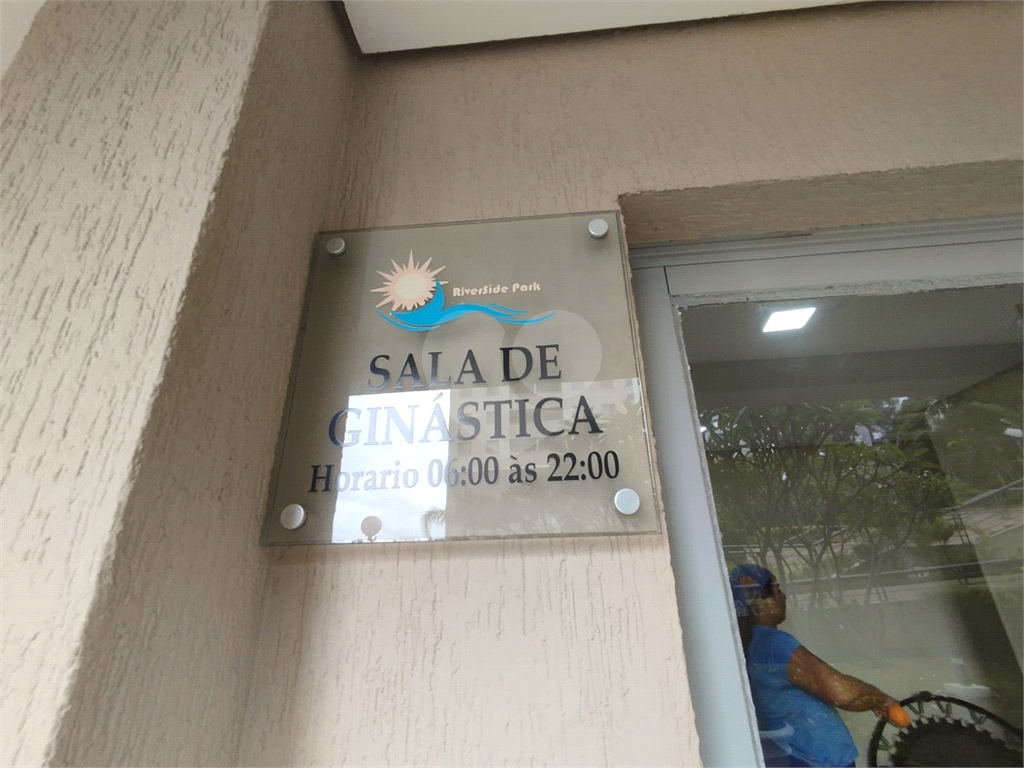 RiverSide Park
SALA DE
GINÁSTICA
Horario 06:00 às 22:00